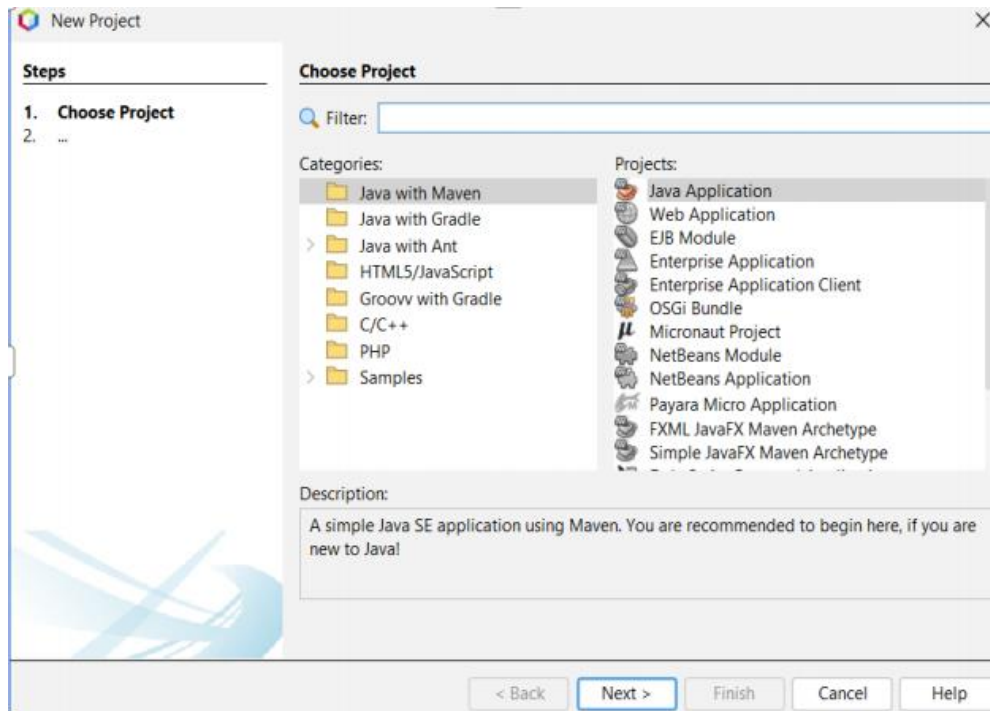 New Project
Steps
1. Choose Project
2. ...
Choose Project
Filter:
Categories:
Java with Maven
Java with Gradle
Java with Ant
HTML5/JavaScript
Groovy with Gradle
C/C++
PHP
Samples
Projects:
Java Application
Web Application
EJB Module
Enterprise Application
Enterprise Application Client
OSGi Bundle
Micronaut Project
NetBeans Module
NetBeans Application
Payara Micro Application
FXML JavaFX Maven Archetype
Simple JavaFX Maven Archetype
Description:
A simple Java SE application using Maven. You are recommended to begin here, if you are
new to Java!
< Back
Next >
Finish
Cancel
Help